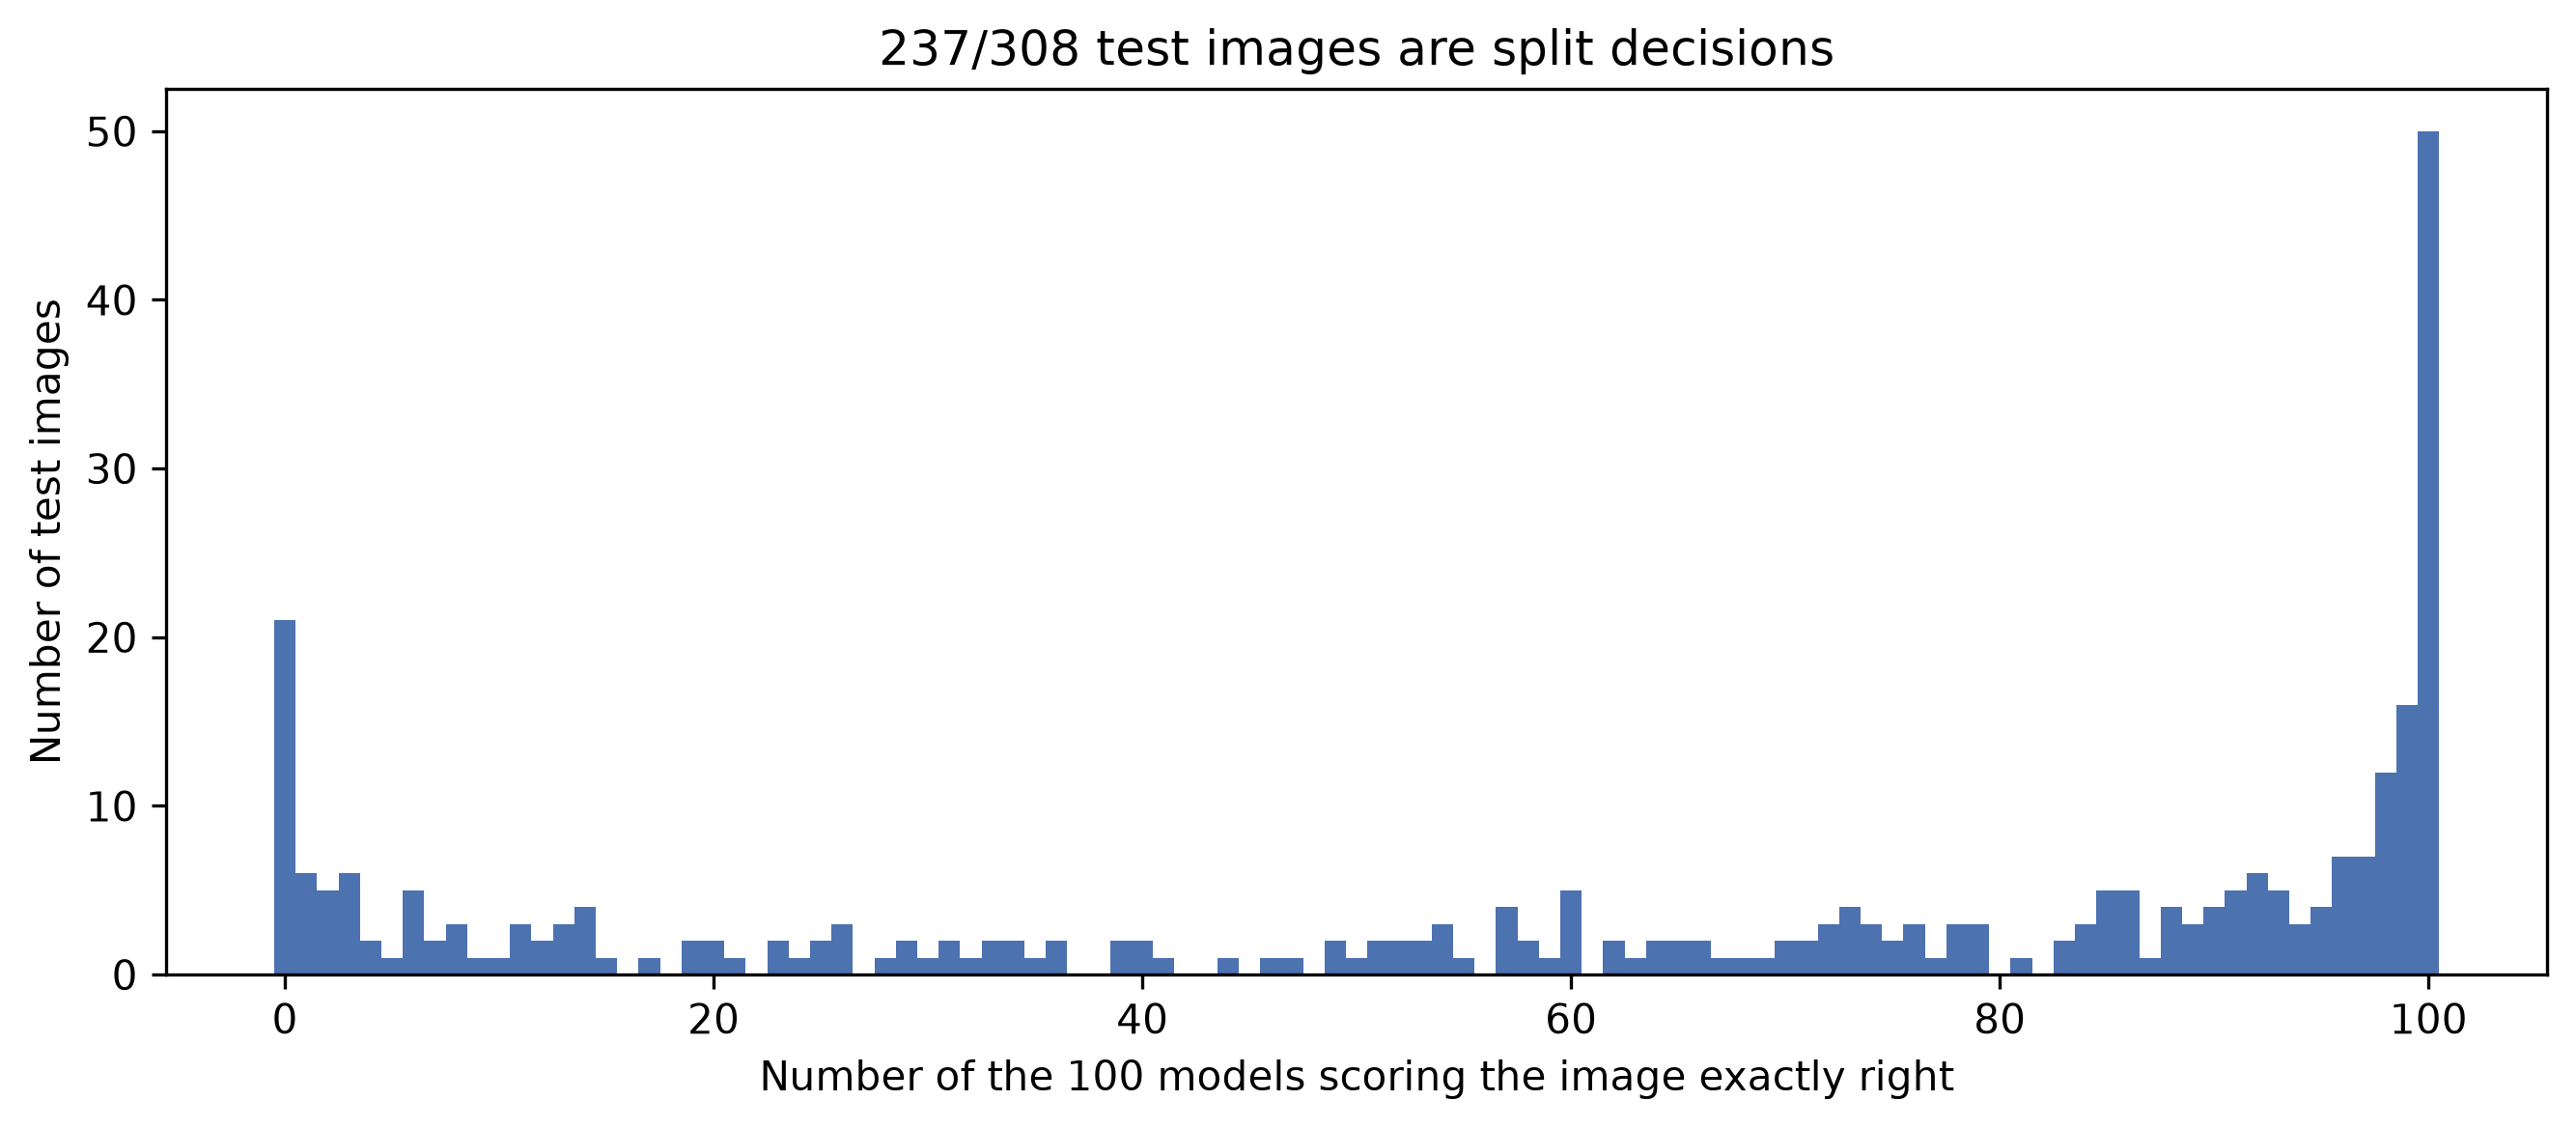 237/308 test images are split decisions
Number of test images
50
40
30
20
10
0
0 20 40 60 80 100
Number of the 100 models scoring the image exactly right